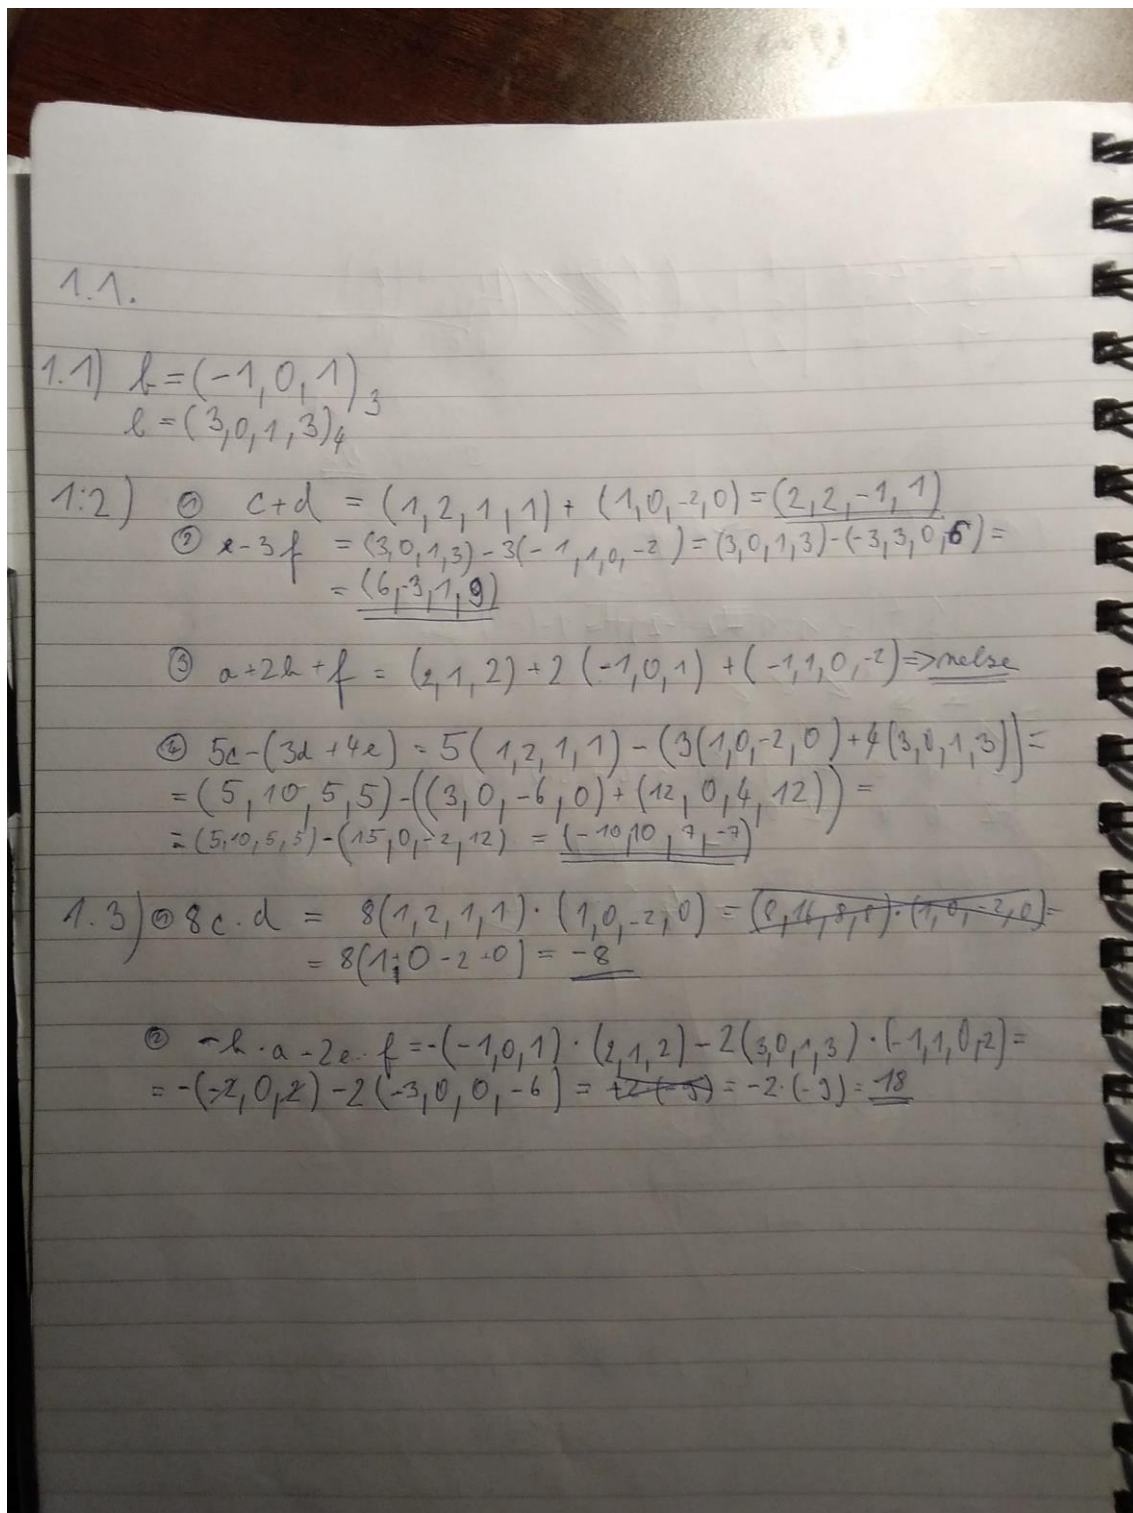 1.1.
1.1) b = (-1, 0, 1)₃
e = (3, 0, 1, 3)₄
1.2) ① c+d = (1, 2, 1, 1) + (1, 0, -2, 0) = (2, 2, -1, 1)
② e - 3f = (3, 0, 1, 3) - 3(-1, 1, 0, -2) = (3, 0, 1, 3) - (-3, 3, 0, 6) =
= (6, -3, 1, 9)
③ a+2b+f = (2, 1, 2) + 2(-1, 0, 1) + (-1, 1, 0, -2) => nelze
④ 5c - (3d + 4e) = 5(1, 2, 1, 1) - (3(1, 0, -2, 0) + 4(3, 0, 1, 3)) =
= (5, 10, 5, 5) - ((3, 0, -6, 0) + (12, 0, 4, 12)) =
= (5, 10, 5, 5) - (15, 0, -2, 12) = (-10, 10, 7, -7)
1.3) ① 8c·d = 8(1, 2, 1, 1) · (1, 0, -2, 0) = (8, 16, 8, 8) · (1, 0, -2, 0) =
= 8(1+0-2+0) = -8
② -b·a - 2e·f = -(-1, 0, 1) · (2, 1, 2) - 2(3, 0, 1, 3) · (-1, 1, 0, 2) =
= -(-2, 0, 2) - 2(-3, 0, 0, -6) = = -2·(-9) = 18